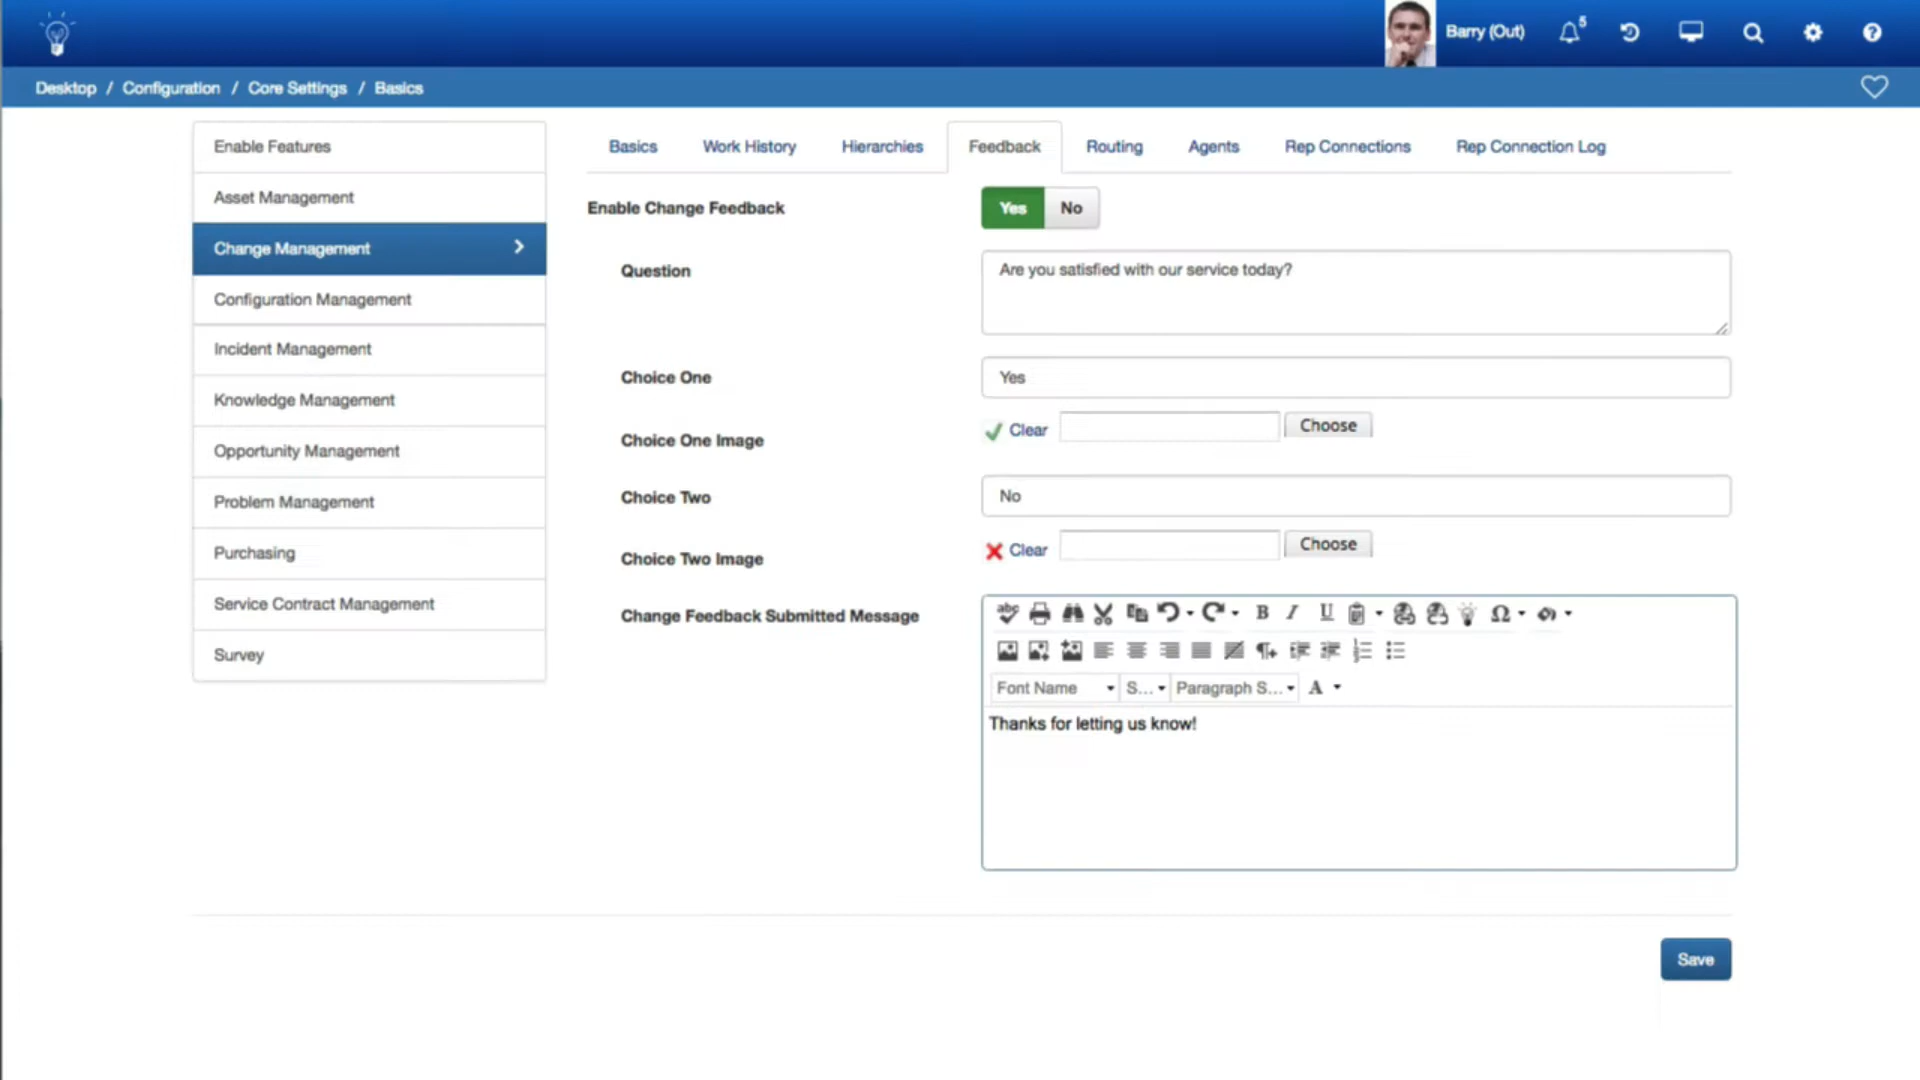 Barry (Out)
5
Desktop / Configuration / Core Settings / Basics
Enable Features
Asset Management
Change Management
Configuration Management
Incident Management
Knowledge Management
Opportunity Management
Problem Management
Purchasing
Service Contract Management
Survey
Basics Work History Hierarchies Feedback Routing Agents Rep Connections Rep Connection Log
Enable Change Feedback Yes No
Question Are you satisfied with our service today?
Choice One Yes
Choice One Image Clear Choose
Choice Two No
Choice Two Image Clear Choose
Change Feedback Submitted Message
abc B I U Ω
Font Name S... Paragraph S... A
Thanks for letting us know!
Save